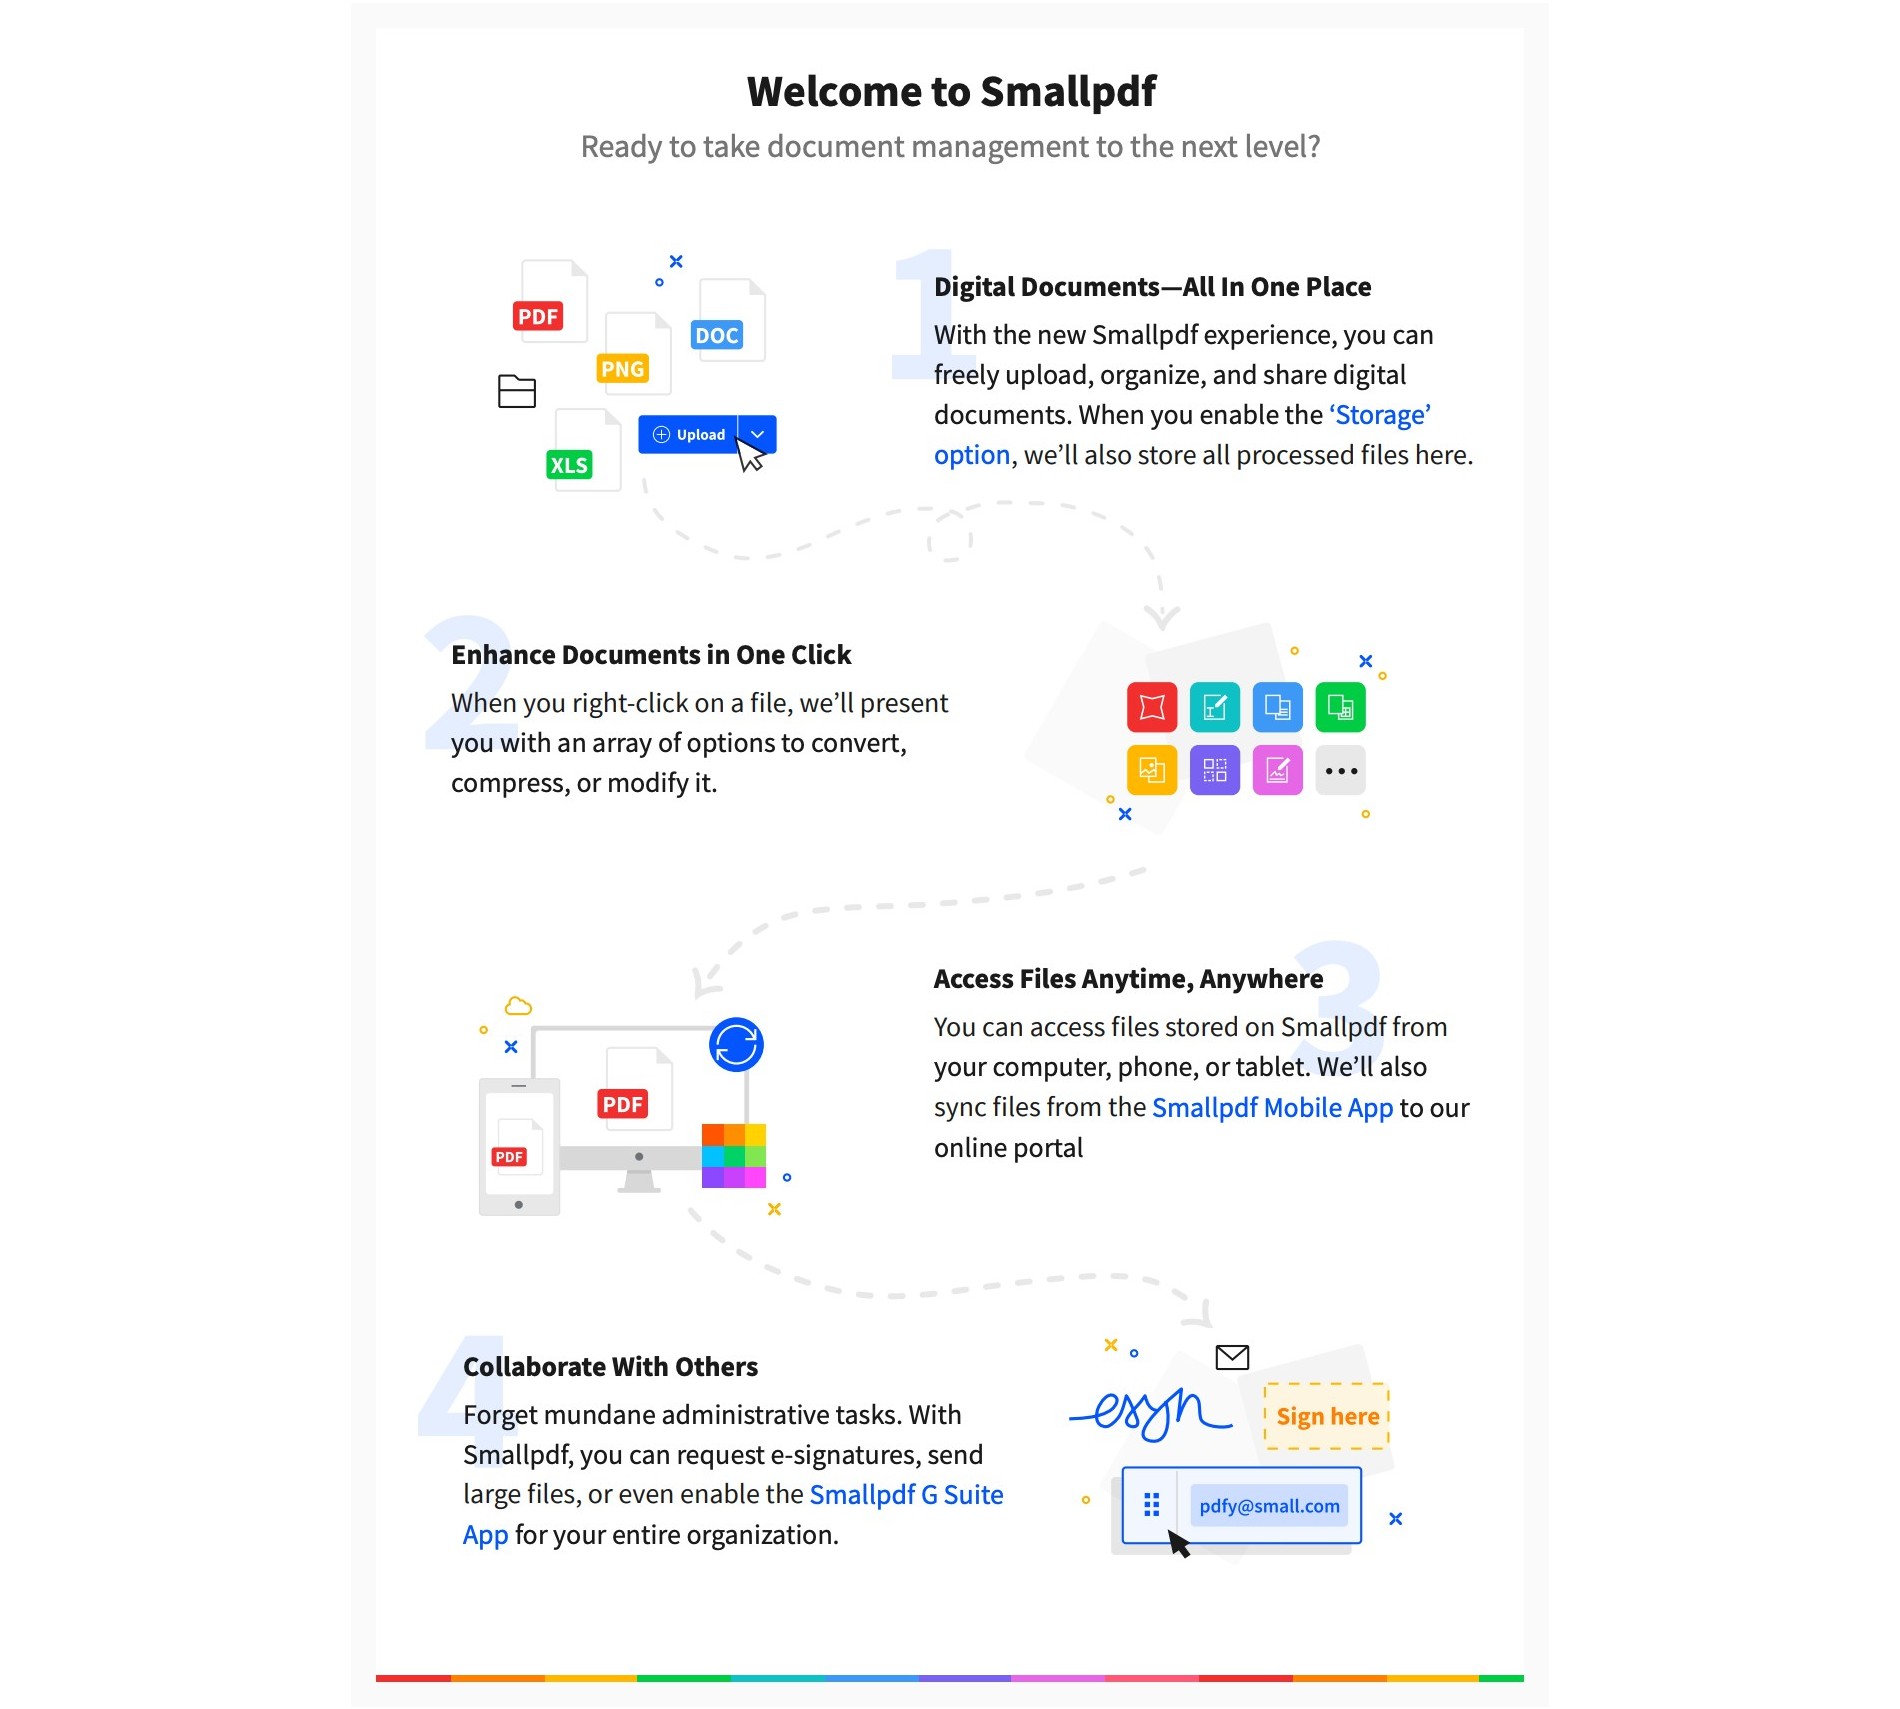 Welcome to Smallpdf
Ready to take document management to the next level?
PDF
DOC
PNG
Upload
XLS
1
Digital Documents—All In One Place
With the new Smallpdf experience, you can
freely upload, organize, and share digital
documents. When you enable the ‘Storage’
option, we’ll also store all processed files here.
2
Enhance Documents in One Click
When you right-click on a file, we’ll present
you with an array of options to convert,
compress, or modify it.
PDF
PDF
3
Access Files Anytime, Anywhere
You can access files stored on Smallpdf from
your computer, phone, or tablet. We’ll also
sync files from the Smallpdf Mobile App to our
online portal
4
Collaborate With Others
Forget mundane administrative tasks. With
Smallpdf, you can request e-signatures, send
large files, or even enable the Smallpdf G Suite
App for your entire organization.
esyn
Sign here
pdfy@small.com